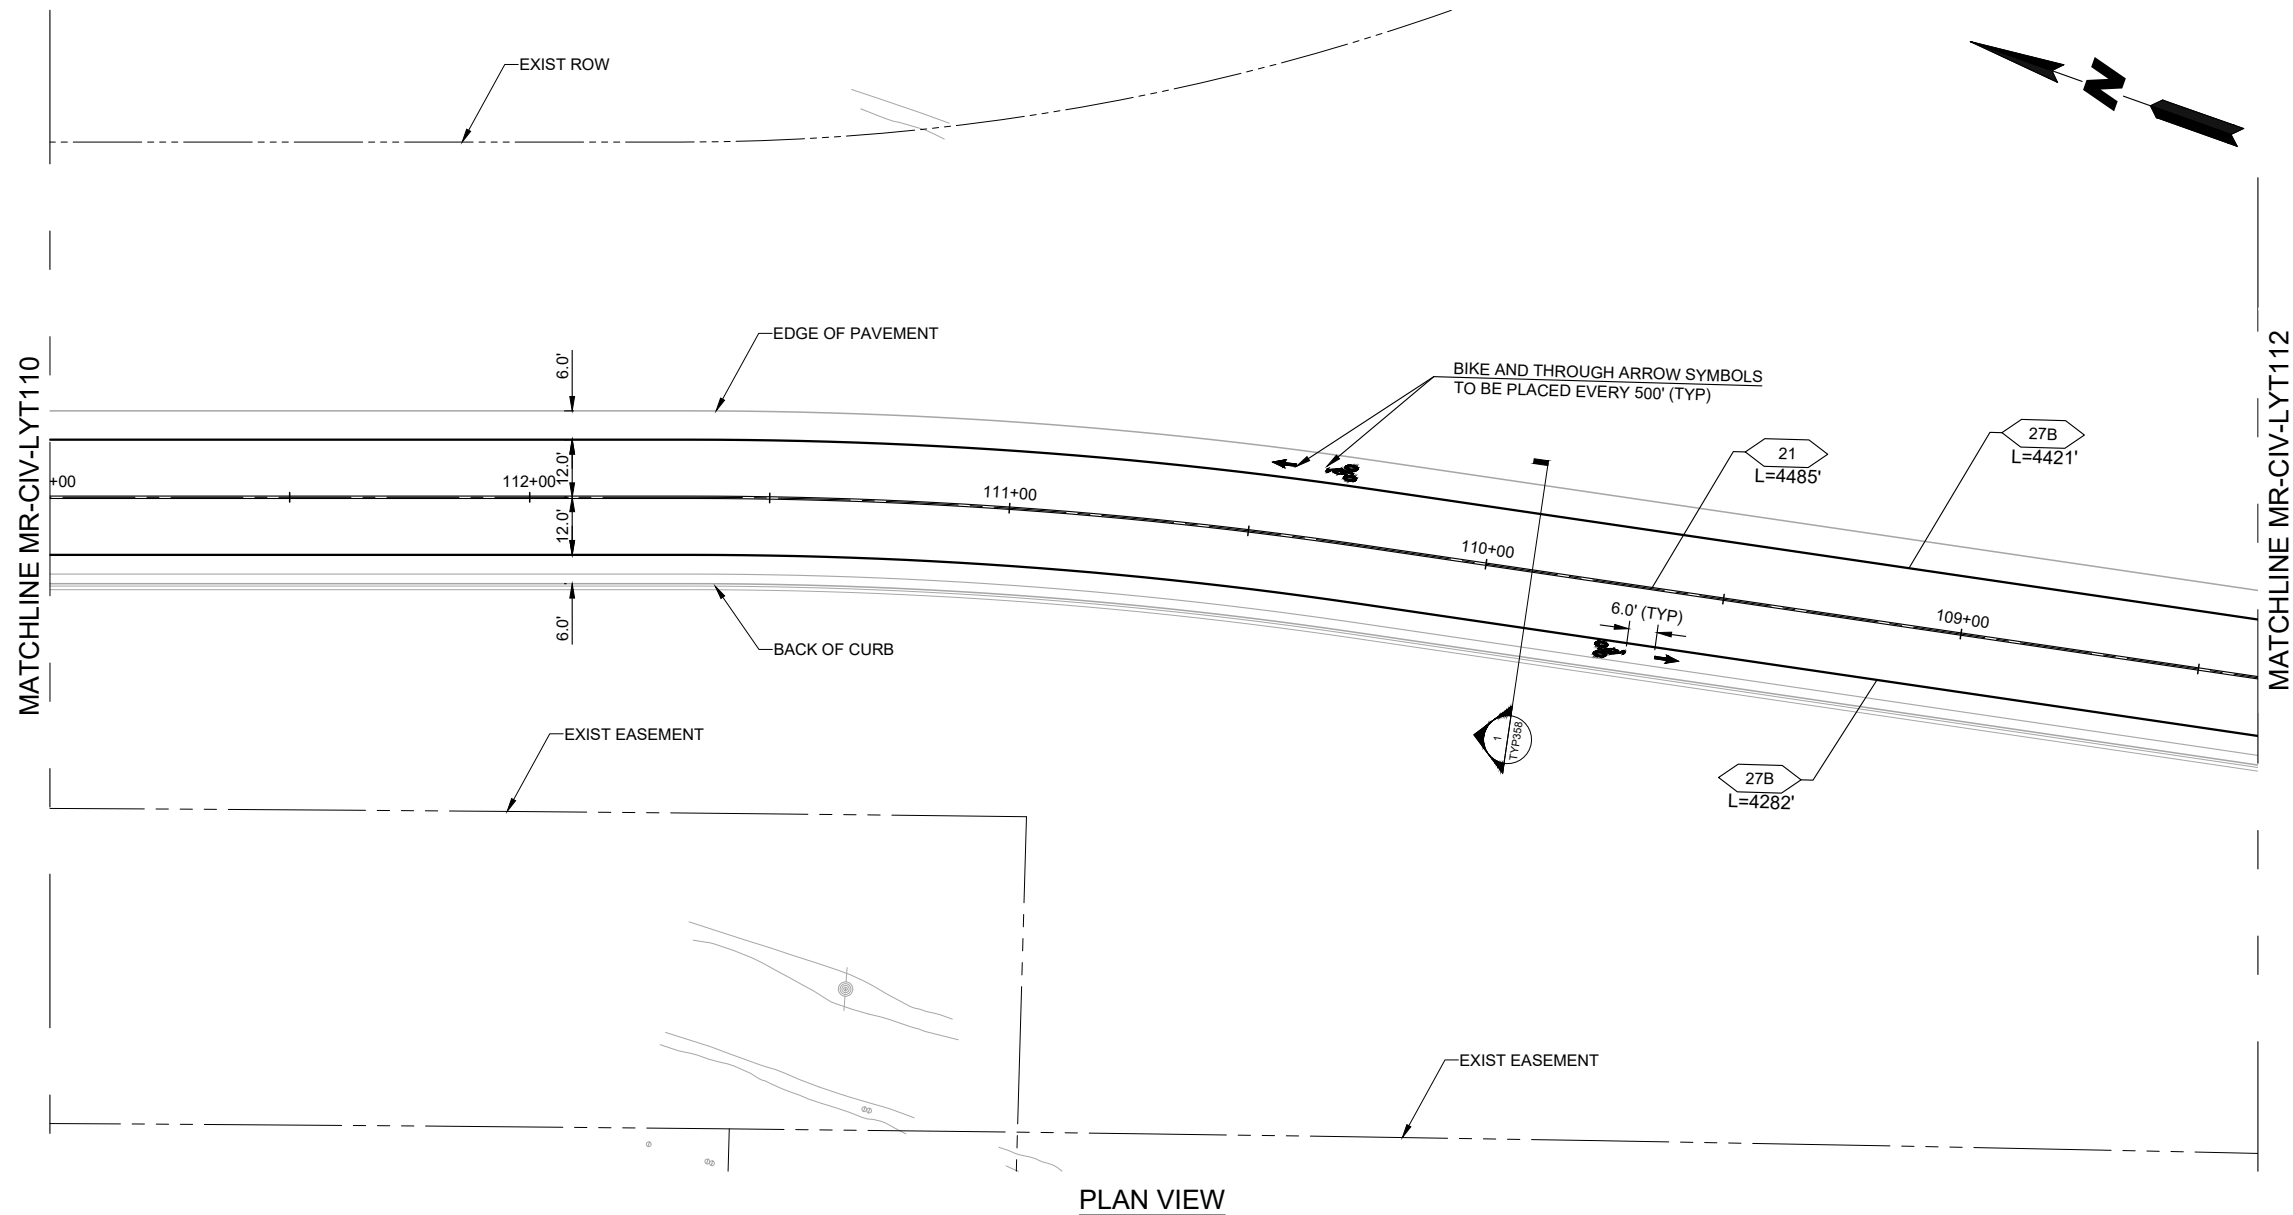 EXIST ROW
N
EDGE OF PAVEMENT
6.0'
BIKE AND THROUGH ARROW SYMBOLS
TO BE PLACED EVERY 500' (TYP)
MATCHLINE MR-CIV-LYT110
MATCHLINE MR-CIV-LYT112
27B
L=4421'
21
L=4485'
+00
112+00
12.0'
111+00
12.0'
110+00
109+00
6.0' (TYP)
6.0'
BACK OF CURB
1
TYP358
EXIST EASEMENT
27B
L=4282'
EXIST EASEMENT
PLAN VIEW